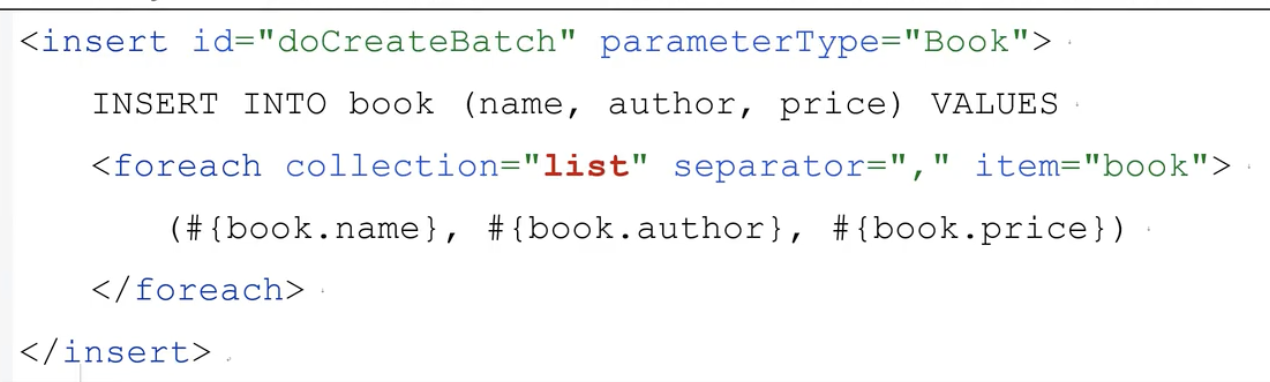 <insert id="doCreateBatch" parameterType="Book">
INSERT INTO book (name, author, price) VALUES
<foreach collection="list" separator="," item="book">
(#{book.name}, #{book.author}, #{book.price})
</foreach>
</insert>